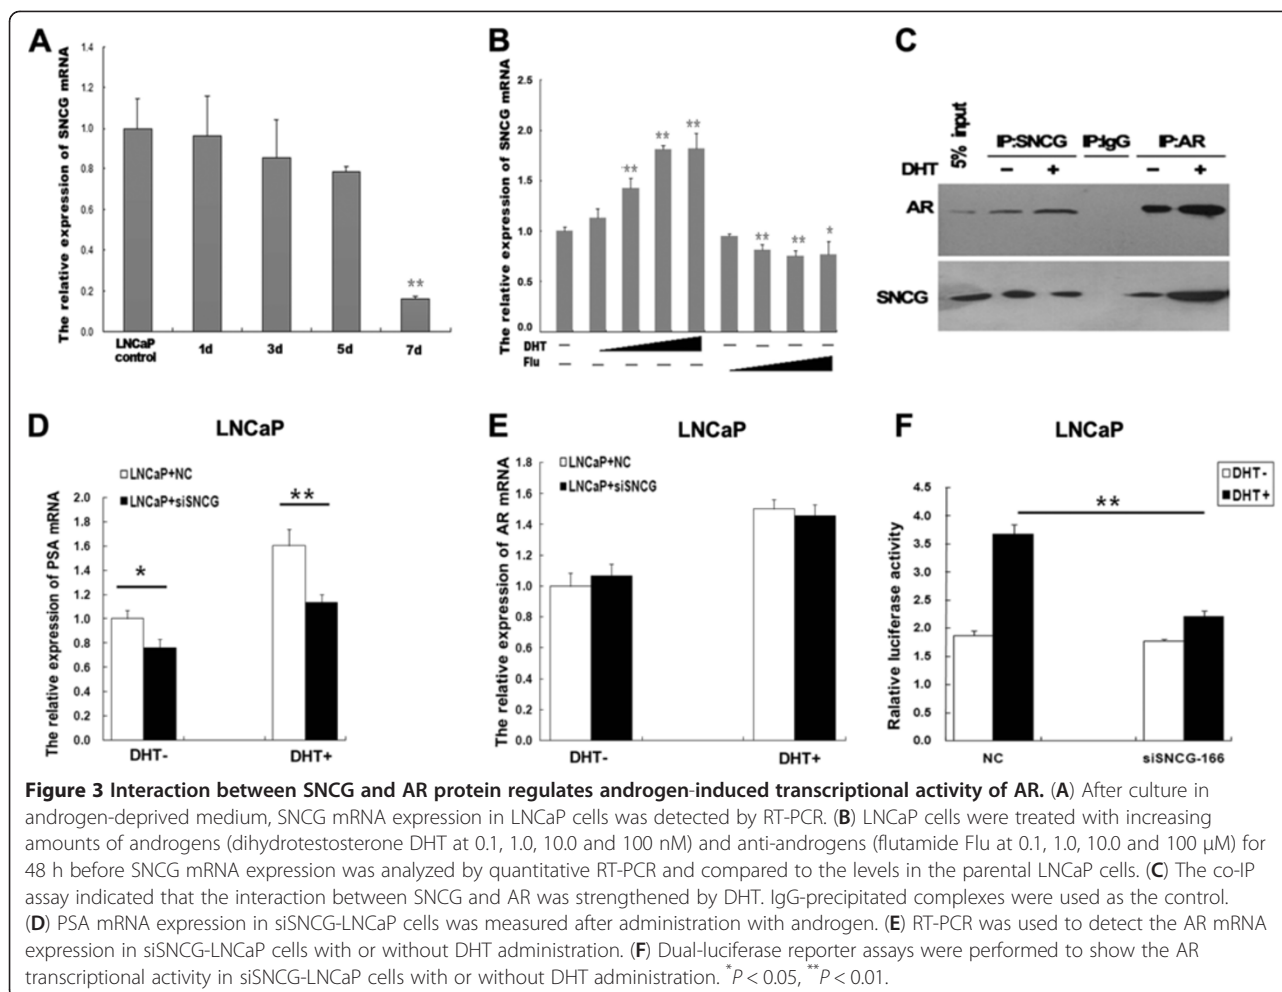 A
The relative expression of SNCG mRNA
1.4
1.2
1.0
0.8
0.6
0.4
0.2
0.0
**
LNCaP
control
1d
3d
5d
7d
B
The relative expression of SNCG mRNA
2.5
2.0
1.5
1.0
0.5
0.0
** ** ** ** ** *
DHT — — — — —
Flu — — — — —
C
5% input
IP:SNCG IP:IgG IP:AR
DHT – + – +
AR
SNCG
D
LNCaP
LNCaP+NC
LNCaP+siSNCG
The relative expression of PSA mRNA
2.0
1.8
1.6
1.4
1.2
1.0
0.8
0.6
0.4
0.2
0.0
*
**
DHT- DHT+
E
LNCaP
LNCaP+NC
LNCaP+siSNCG
The relative expression of AR mRNA
1.8
1.6
1.4
1.2
1.0
0.8
0.6
0.4
0.2
0.0
DHT- DHT+
F
LNCaP
DHT-
DHT+
Ralative luciferase activity
4.5
4.0
3.5
3.0
2.5
2.0
1.5
1.0
0.5
0.0
**
NC siSNCG-166
Figure 3 Interaction between SNCG and AR protein regulates androgen-induced transcriptional activity of AR. (A) After culture in
androgen-deprived medium, SNCG mRNA expression in LNCaP cells was detected by RT-PCR. (B) LNCaP cells were treated with increasing
amounts of androgens (dihydrotestosterone DHT at 0.1, 1.0, 10.0 and 100 nM) and anti-androgens (flutamide Flu at 0.1, 1.0, 10.0 and 100 μM) for
48 h before SNCG mRNA expression was analyzed by quantitative RT-PCR and compared to the levels in the parental LNCaP cells. (C) The co-IP
assay indicated that the interaction between SNCG and AR was strengthened by DHT. IgG-precipitated complexes were used as the control.
(D) PSA mRNA expression in siSNCG-LNCaP cells was measured after administration with androgen. (E) RT-PCR was used to detect the AR mRNA
expression in siSNCG-LNCaP cells with or without DHT administration. (F) Dual-luciferase reporter assays were performed to show the AR
transcriptional activity in siSNCG-LNCaP cells with or without DHT administration. *P < 0.05, **P < 0.01.